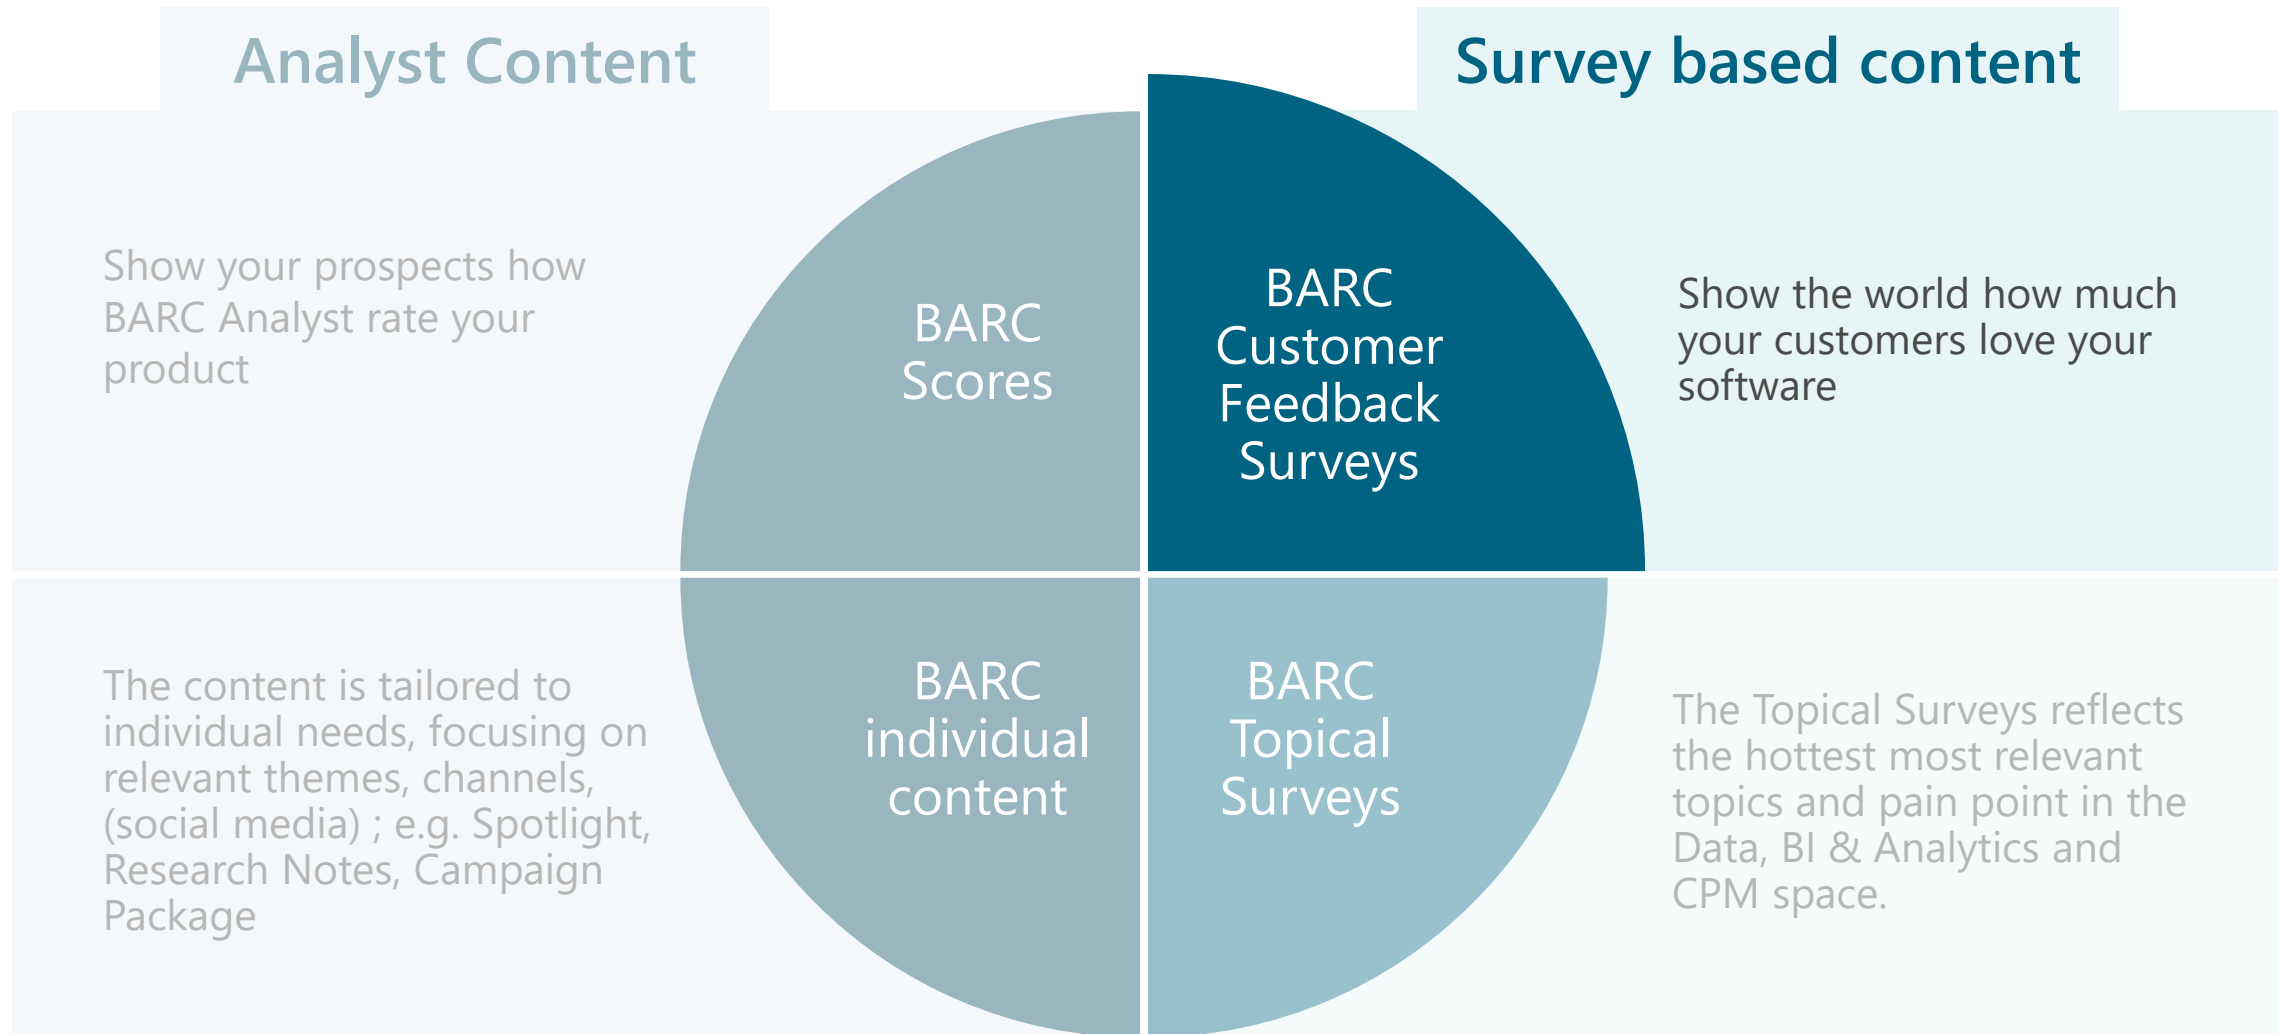 Analyst Content
Survey based content
Show your prospects how
BARC Analyst rate your
product
BARC
Scores
BARC
Customer
Feedback
Surveys
Show the world how much
your customers love your
software
The content is tailored to
individual needs, focusing on
relevant themes, channels,
(social media) ; e.g. Spotlight,
Research Notes, Campaign
Package
BARC
individual
content
BARC
Topical
Surveys
The Topical Surveys reflects
the hottest most relevant
topics and pain point in the
Data, BI & Analytics and
CPM space.